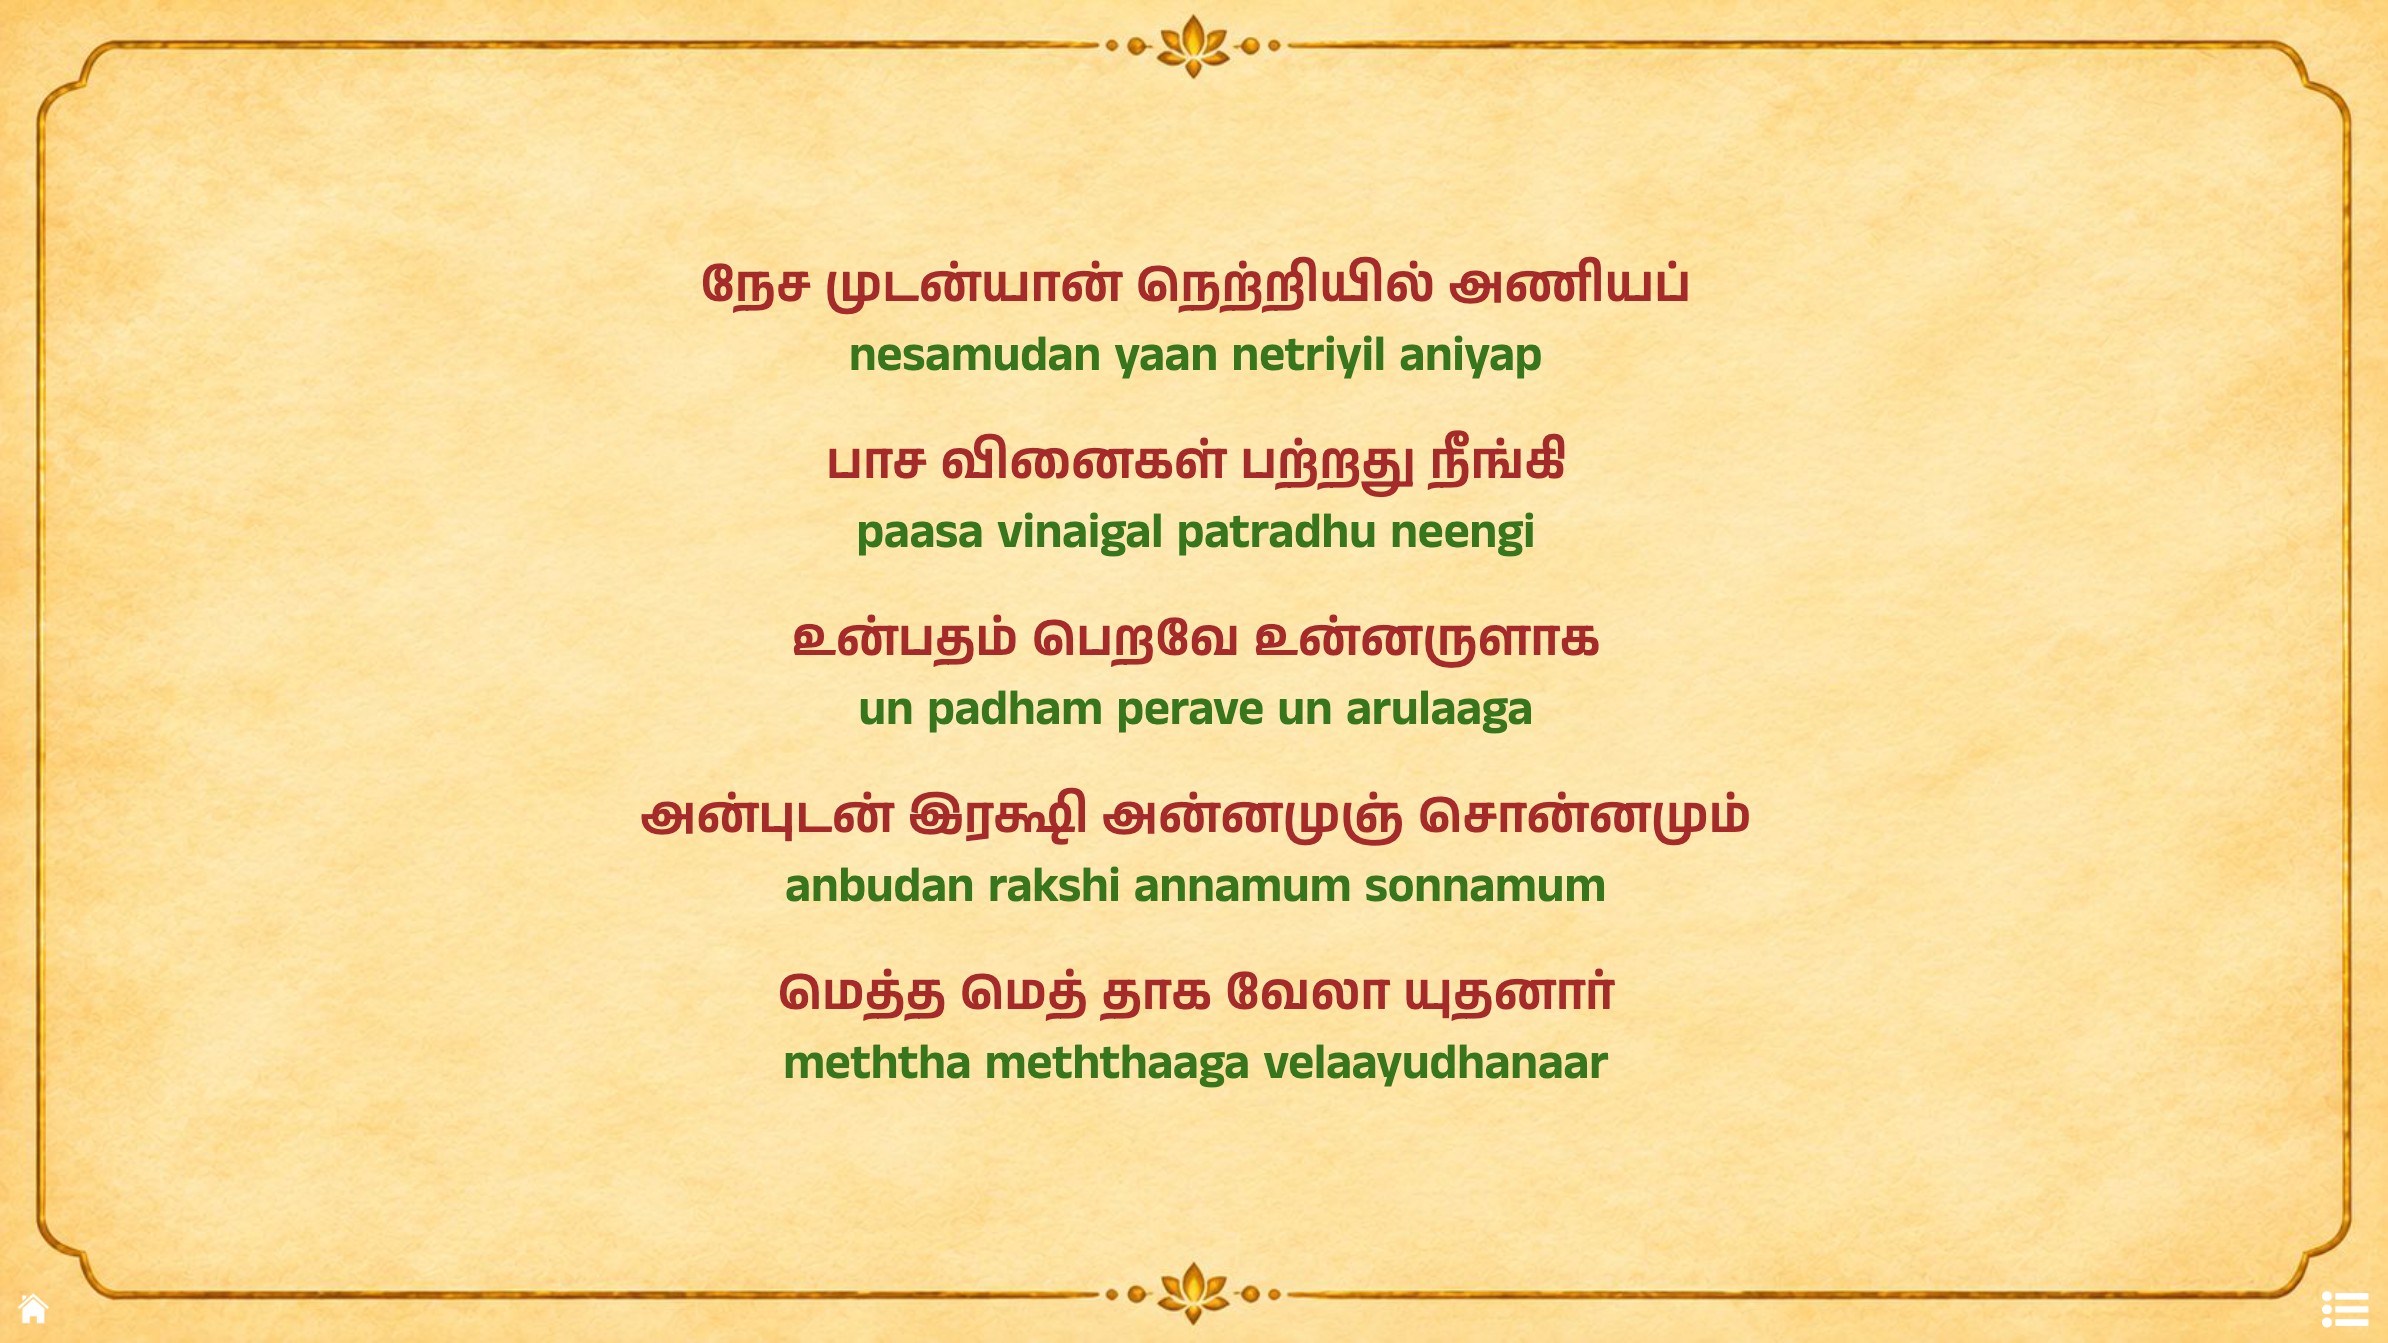 நேச முடன்யான் நெற்றியில் அணியப்
nesamudan yaan netriyil aniyap
பாச வினைகள் பற்றது நீங்கி
paasa vinaigal patradhu neengi
உன்பதம் பெறவே உன்னருளாக
un padham perave un arulaaga
அன்புடன் இரக்ஷி அன்னமுஞ் சொன்னமும்
anbudan rakshi annamum sonnamum
மெத்த மெத் தாக வேலா யுதனார்
meththa meththaaga velaayudhanaar